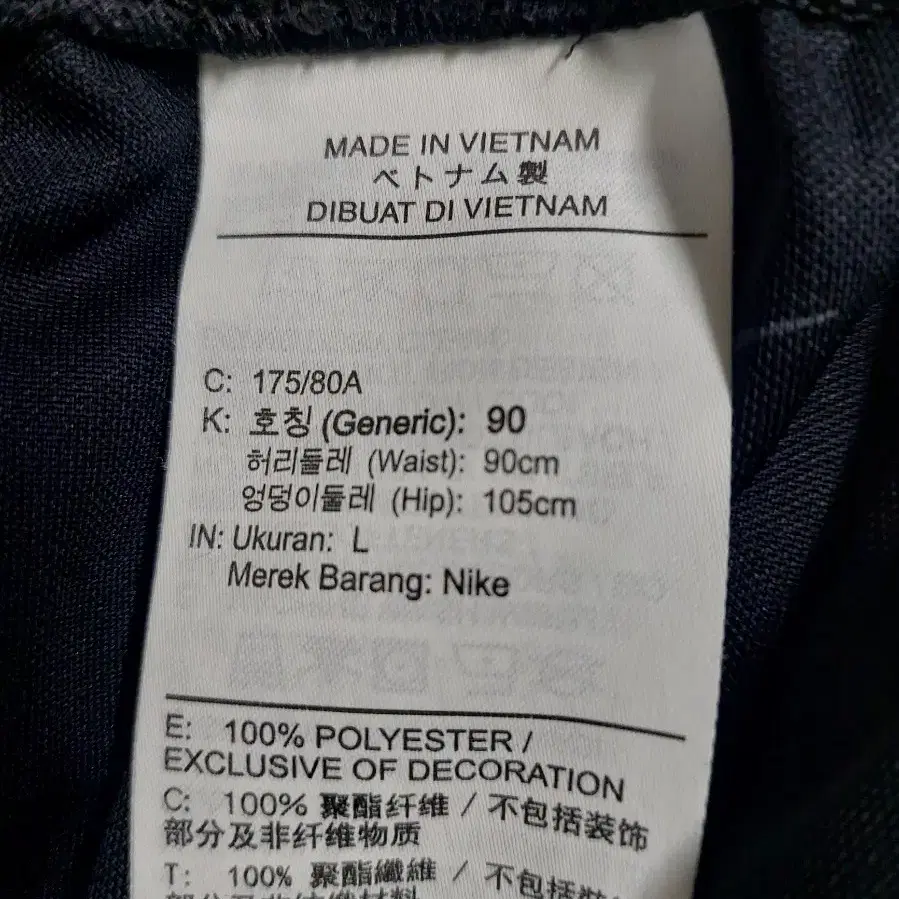 MADE IN VIETNAM
ベトナム製
DIBUAT DI VIETNAM
C: 175/80A
K: 호칭 (Generic): 90
허리둘레 (Waist): 90cm
엉덩이둘레 (Hip): 105cm
IN: Ukuran: L
Merek Barang: Nike
E: 100% POLYESTER /
EXCLUSIVE OF DECORATION
C: 100% 聚酯纤维 / 不包括装饰
部分及非纤维物质
T: 100% 聚酯纖維 / 不包括裝